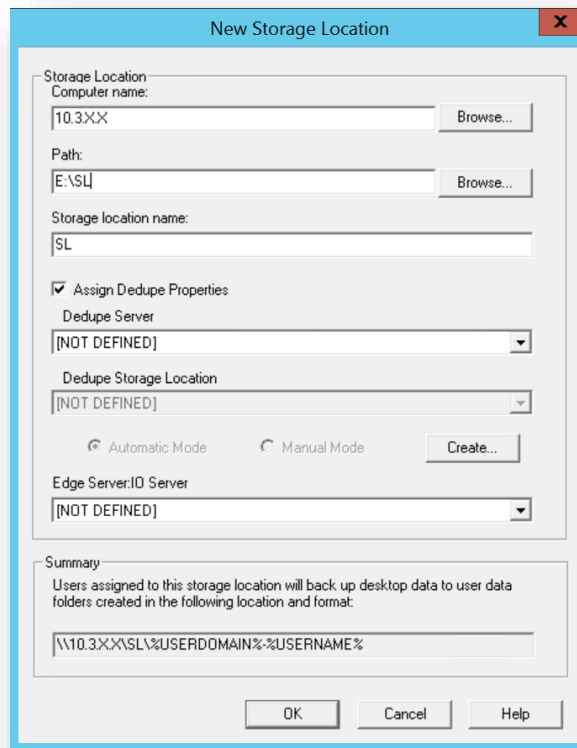 New Storage Location
X
Storage Location
Computer name:
10.3.X.X
Browse...
Path:
E:\SL
Browse...
Storage location name:
SL
Assign Dedupe Properties
Dedupe Server
[NOT DEFINED]
Dedupe Storage Location
[NOT DEFINED]
Automatic Mode Manual Mode Create...
Edge Server:IO Server
[NOT DEFINED]
Summary
Users assigned to this storage location will back up desktop data to user data
folders created in the following location and format:
\\10.3.X.X\SL\%USERDOMAIN%-%USERNAME%
OK Cancel Help